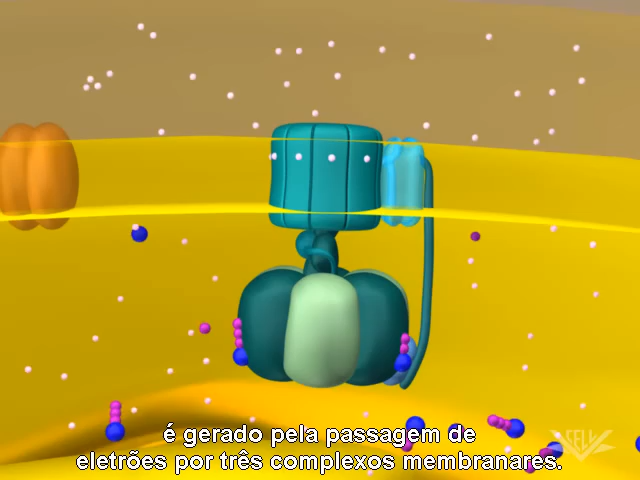 é gerado pela passagem de
eletrões por três complexos membranares.